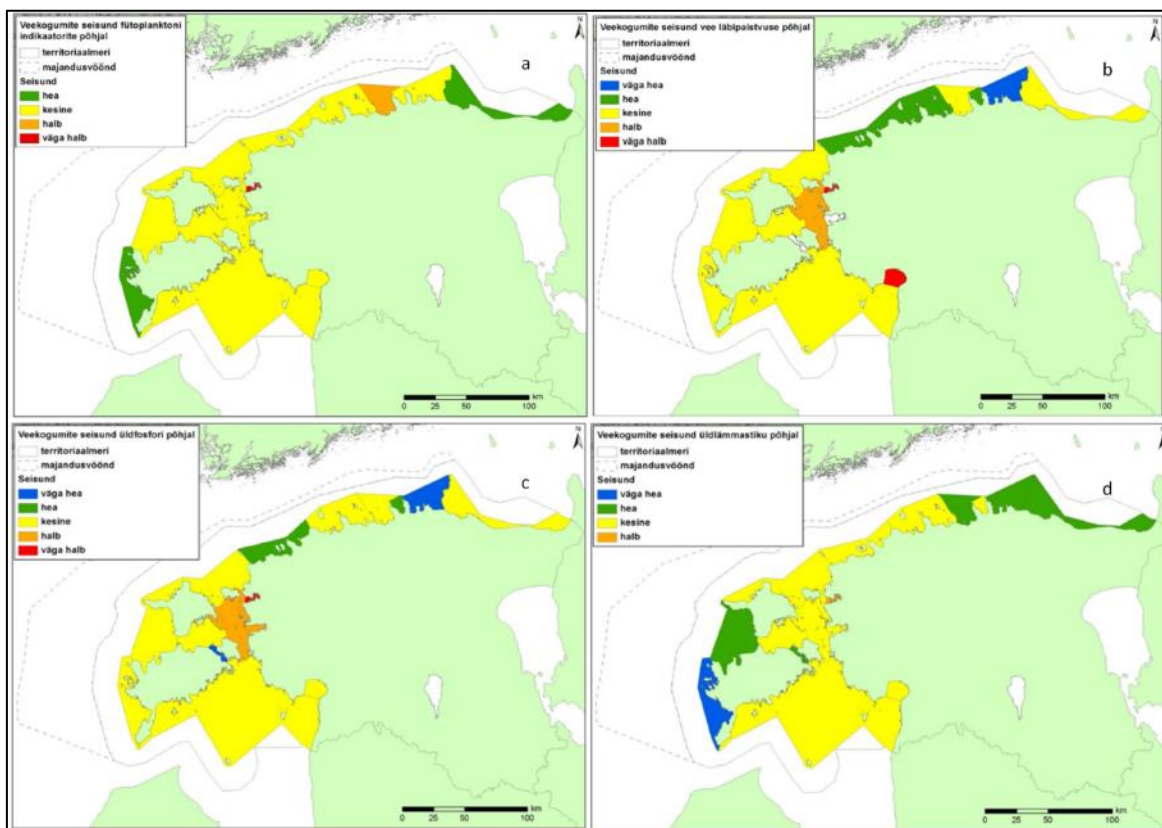 Veekogumite seisund fütoplanktoni
indikaatorite põhjal
territoriaalmeri
majandusvöönd
Seisund
hea
kesine
halb
väga halb
a
N
km
0 25 50 100
Veekogumite seisund vee läbipaistvuse põhjal
territoriaalmeri
majandusvöönd
Seisund
väga hea
hea
kesine
halb
väga halb
b
N
km
0 25 50 100
Veekogumite seisund üldfosfori põhjal
territoriaalmeri
majandusvöönd
Seisund
väga hea
hea
kesine
halb
väga halb
c
N
km
0 25 50 100
Veekogumite seisund üldlämmastiku põhjal
territoriaalmeri
majandusvöönd
Seisund
väga hea
hea
kesine
halb
d
N
km
0 25 50 100